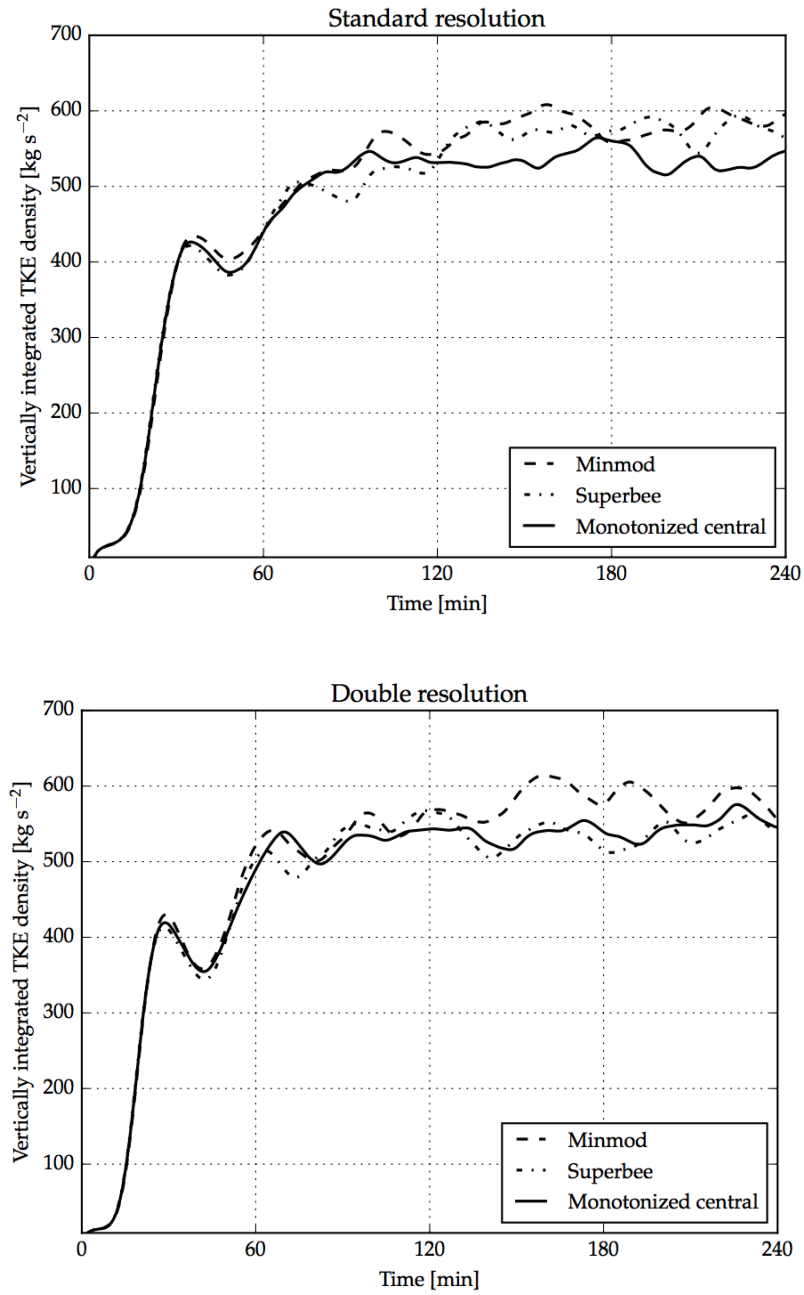 Standard resolution
Vertically integrated TKE density [kg s⁻²]
700
600
500
400
300
200
100
0 60 120 180 240
Time [min]
Minmod
Superbee
Monotonized central
Double resolution
Vertically integrated TKE density [kg s⁻²]
700
600
500
400
300
200
100
0 60 120 180 240
Time [min]
Minmod
Superbee
Monotonized central